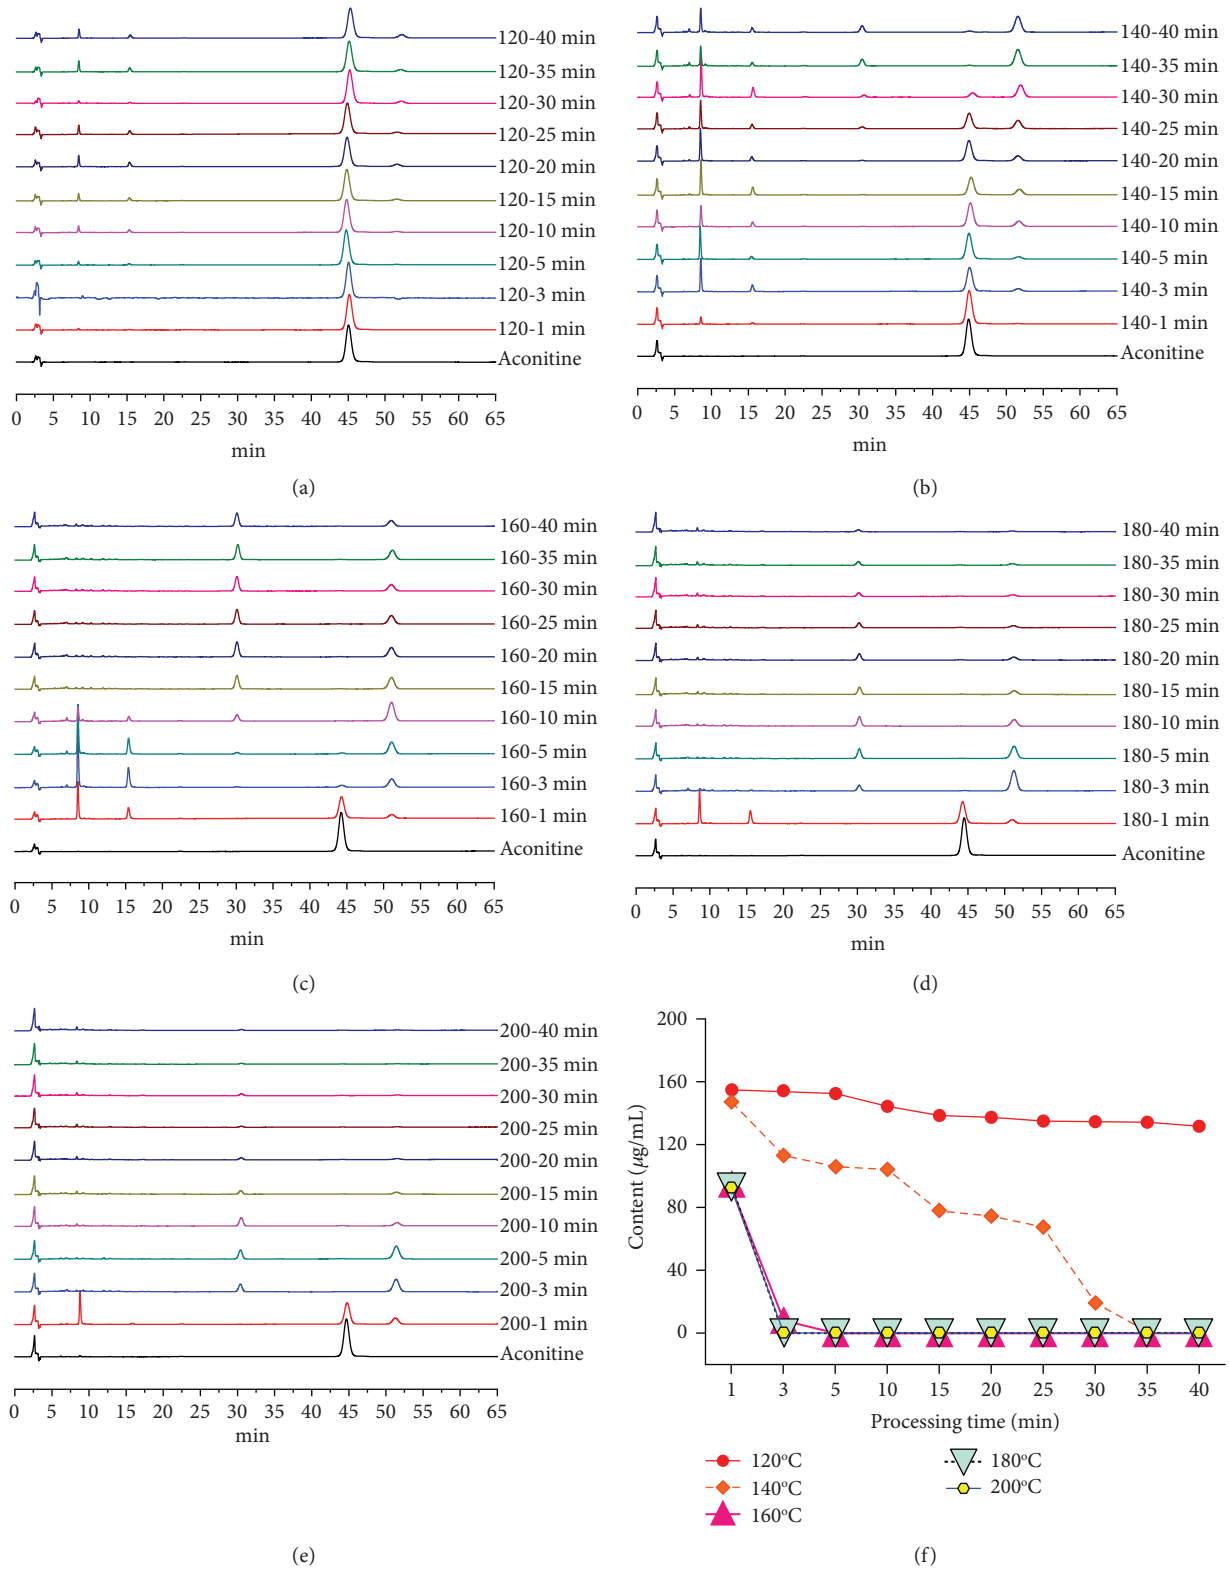 120-40 min
120-35 min
120-30 min
120-25 min
120-20 min
120-15 min
120-10 min
120-5 min
120-3 min
120-1 min
Aconitine
0 5 10 15 20 25 30 35 40 45 50 55 60 65
min
(a)
140-40 min
140-35 min
140-30 min
140-25 min
140-20 min
140-15 min
140-10 min
140-5 min
140-3 min
140-1 min
Aconitine
0 5 10 15 20 25 30 35 40 45 50 55 60 65
min
(b)
160-40 min
160-35 min
160-30 min
160-25 min
160-20 min
160-15 min
160-10 min
160-5 min
160-3 min
160-1 min
Aconitine
0 5 10 15 20 25 30 35 40 45 50 55 60 65
min
(c)
180-40 min
180-35 min
180-30 min
180-25 min
180-20 min
180-15 min
180-10 min
180-5 min
180-3 min
180-1 min
Aconitine
0 5 10 15 20 25 30 35 40 45 50 55 60 65
min
(d)
200-40 min
200-35 min
200-30 min
200-25 min
200-20 min
200-15 min
200-10 min
200-5 min
200-3 min
200-1 min
Aconitine
0 5 10 15 20 25 30 35 40 45 50 55 60 65
min
(e)
Content (μg/mL)
200
160
120
80
40
0
1 3 5 10 15 20 25 30 35 40
Processing time (min)
120°C
140°C
160°C
180°C
200°C
(f)